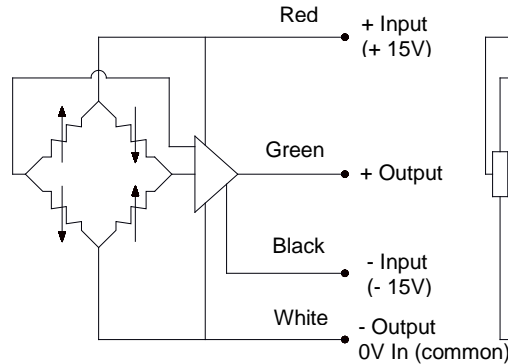 Red
+ Input
(+ 15V)
Green
+ Output
Black
- Input
(- 15V)
White
- Output
0V In (common)